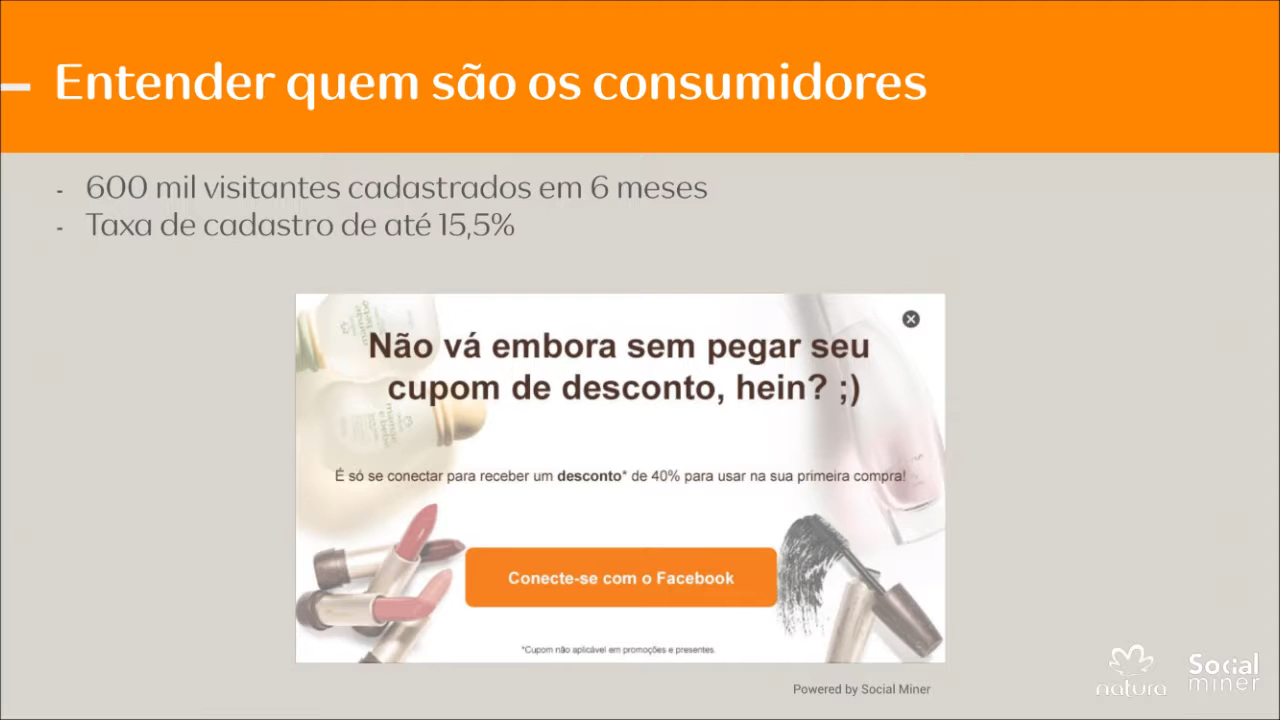 Entender quem são os consumidores
- 600 mil visitantes cadastrados em 6 meses
- Taxa de cadastro de até 15,5%
Não vá embora sem pegar seu
cupom de desconto, hein? ;)
É só se conectar para receber um desconto* de 40% para usar na sua primeira compra!
Conecte-se com o Facebook
*Cupom não aplicável em promoções e presentes.
Powered by Social Miner
natura
Social
miner